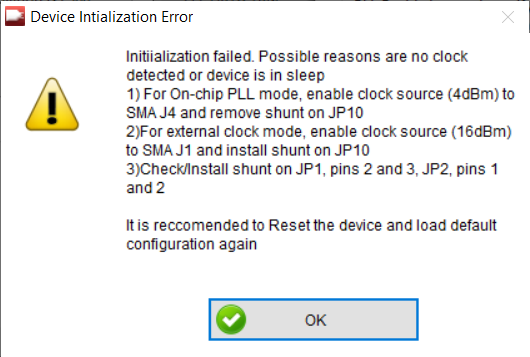 Device Intialization Error
Initiialization failed. Possible reasons are no clock
detected or device is in sleep
1) For On-chip PLL mode, enable clock source (4dBm) to
SMA J4 and remove shunt on JP10
2)For external clock mode, enable clock source (16dBm)
to SMA J1 and install shunt on JP10
3)Check/Install shunt on JP1, pins 2 and 3, JP2, pins 1
and 2
It is reccomended to Reset the device and load default
configuration again
OK